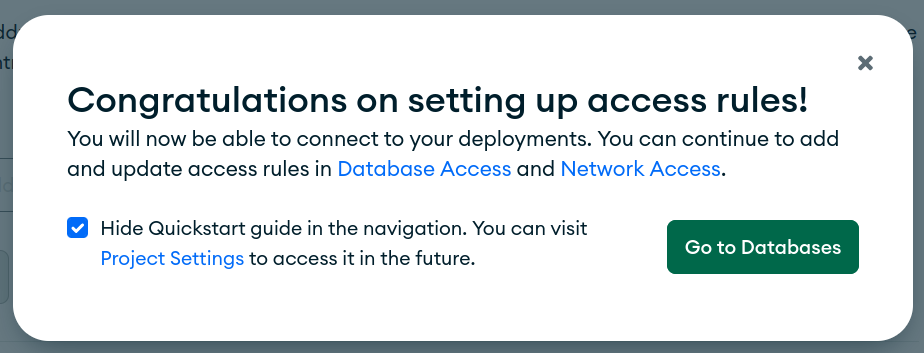 Congratulations on setting up access rules!
You will now be able to connect to your deployments. You can continue to add
and update access rules in Database Access and Network Access.
Hide Quickstart guide in the navigation. You can visit
Project Settings to access it in the future.
Go to Databases